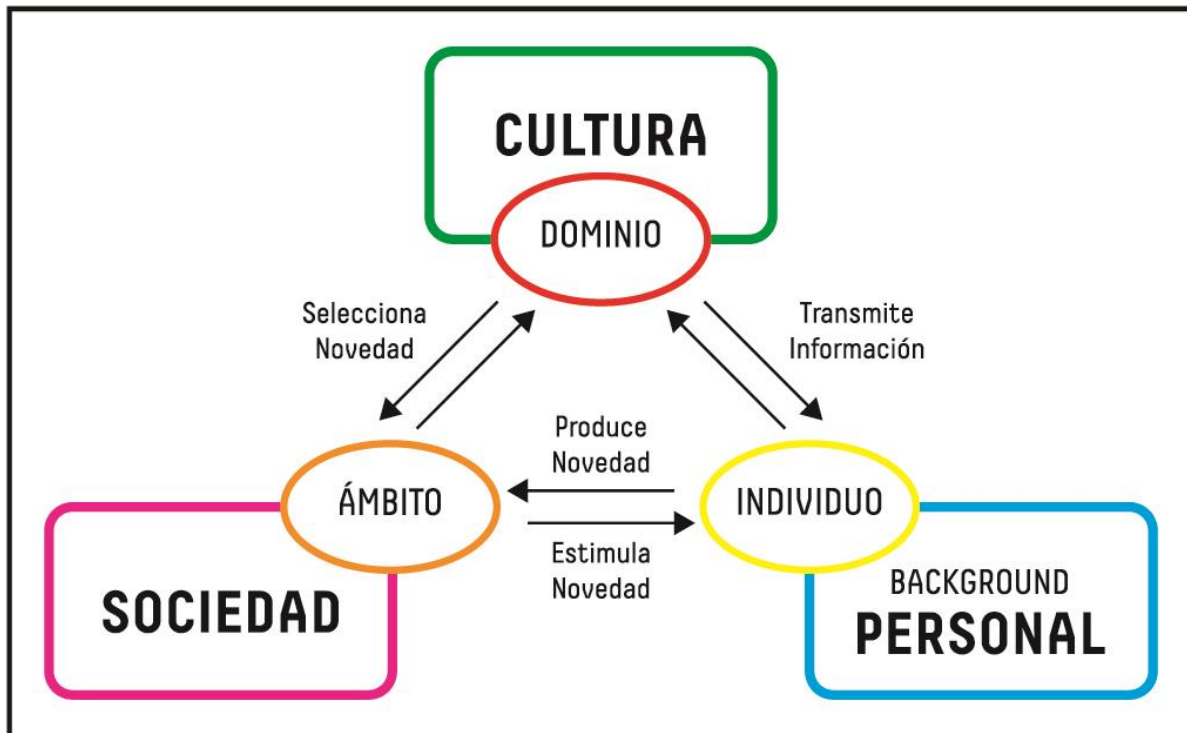 CULTURA
DOMINIO
Selecciona
Novedad
Transmite
Información
Produce
Novedad
ÁMBITO
INDIVIDUO
Estimula
Novedad
SOCIEDAD
BACKGROUND
PERSONAL